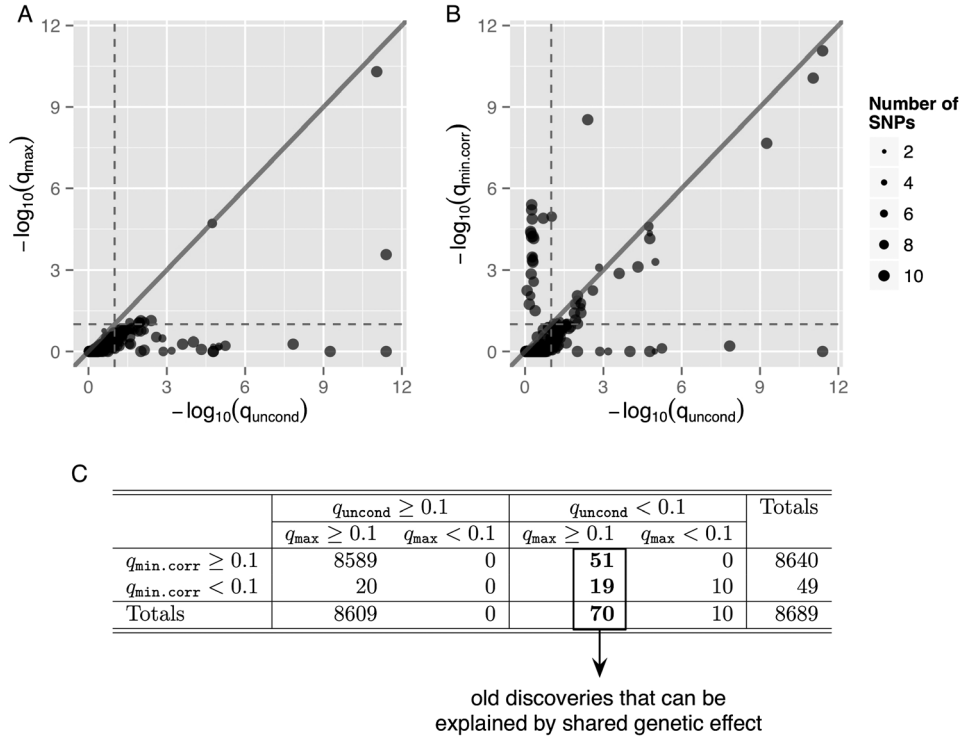 A
B
12
9
6
3
0
−log10(qmax)
0 3 6 9 12
−log10(quncond)
12
9
6
3
0
−log10(qmin.corr)
0 3 6 9 12
−log10(quncond)
Number of
SNPs
2
4
6
8
10
C
quncond ≥ 0.1 quncond < 0.1 Totals
qmax ≥ 0.1 qmax < 0.1 qmax ≥ 0.1 qmax < 0.1
qmin.corr ≥ 0.1 8589 0 51 0 8640
qmin.corr < 0.1 20 0 19 10 49
Totals 8609 0 70 10 8689
old discoveries that can be
explained by shared genetic effect